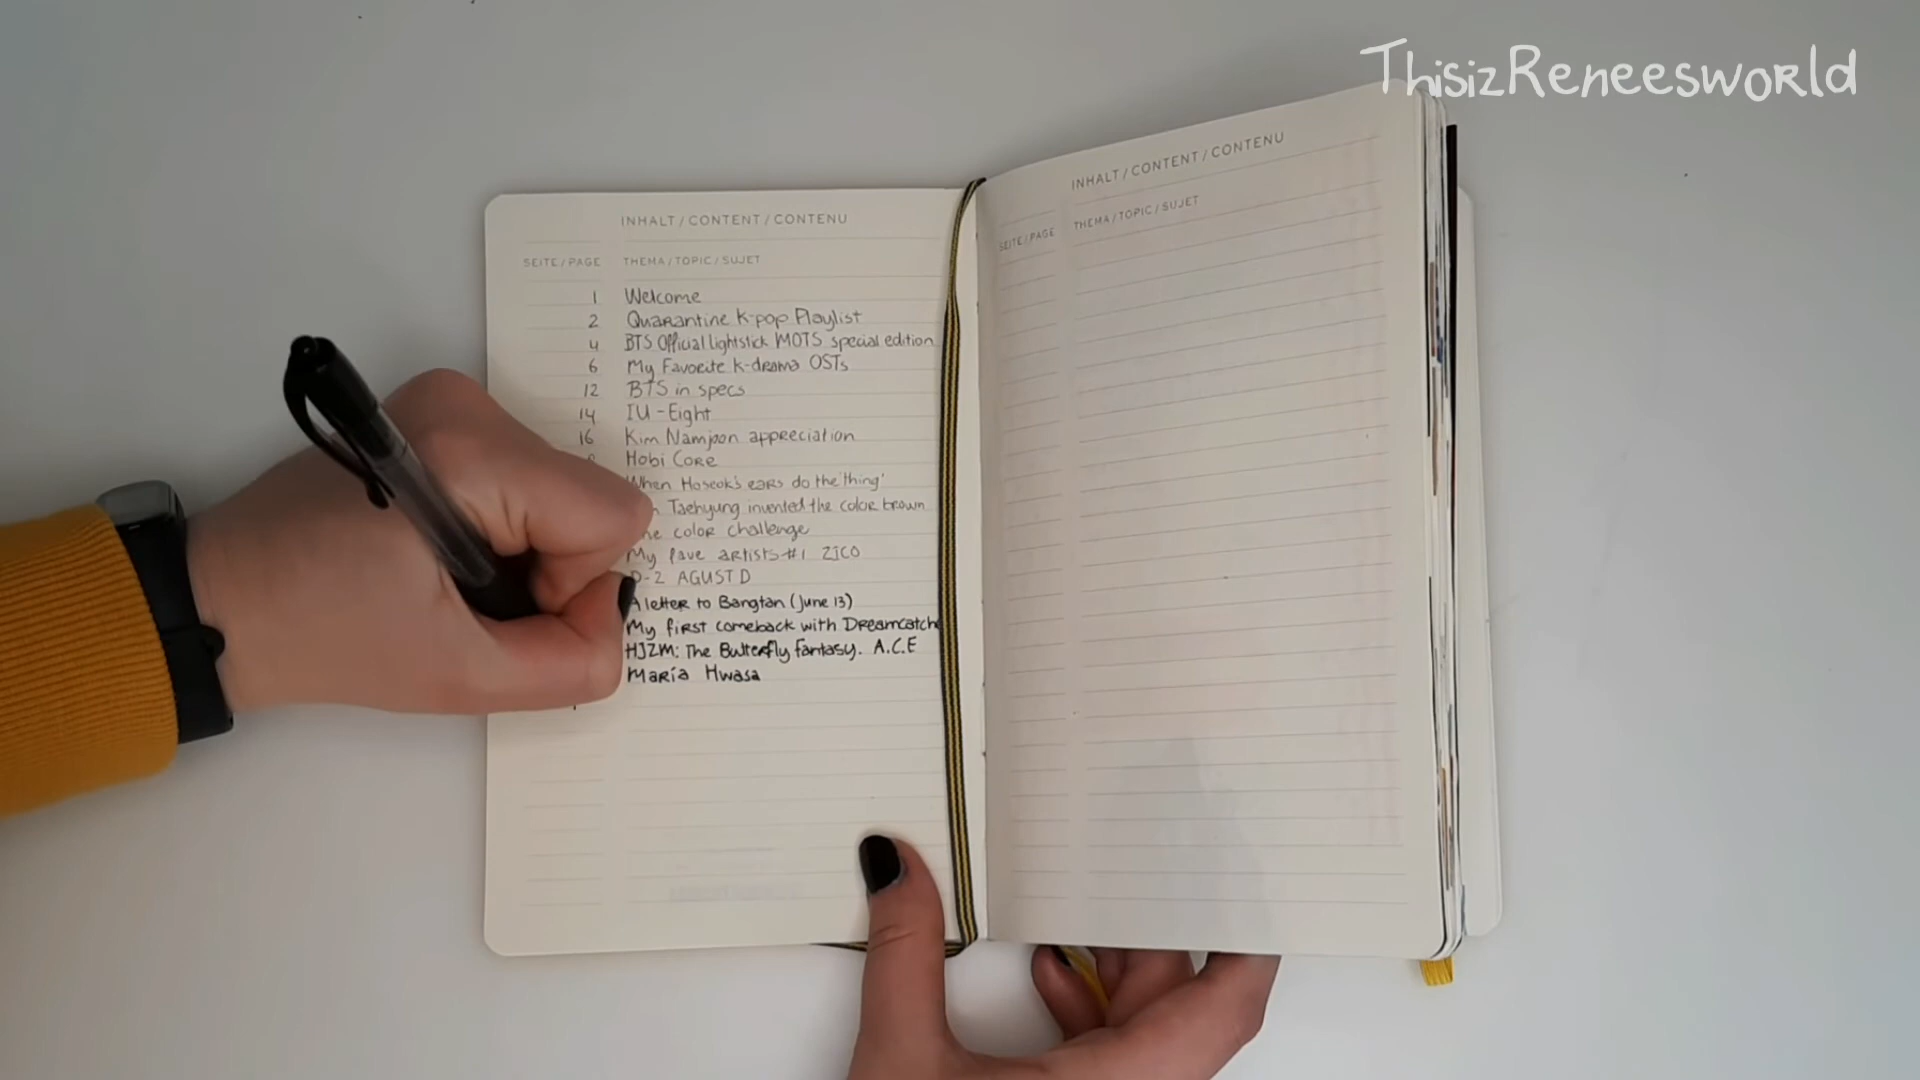 ThisizReneesworld
INHALT / CONTENT / CONTENU
SEITE / PAGE THEMA / TOPIC / SUJET
1 Welcome
2 Quarantine K-pop Playlist
4 BTS Official lightstick MOTS special edition
6 My Favorite K-drama OSTs
12 BTS in specs
14 IU - Eight
16 Kim Namjoon appreciation
Hobi Core
When Hoseok's ears do the 'thing'
Taehyung invented the color brown
color challenge
My fave artists #1 ZICO
D-2 AGUST D
A letter to Bangtan (June 13)
My first comeback with Dreamcatch
HJZM: The Butterfly fantasy. A.C.E
María Hwasa
INHALT / CONTENT / CONTENU
SEITE / PAGE THEMA / TOPIC / SUJET